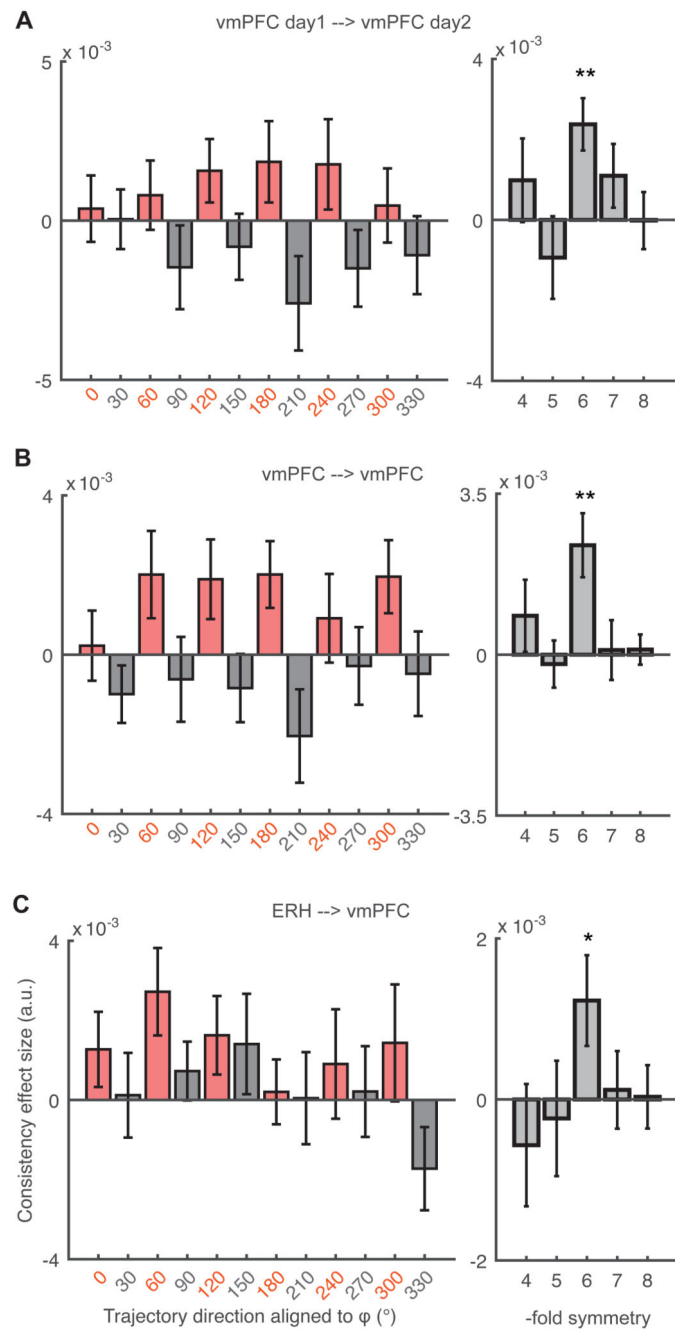 A
vmPFC day1 --> vmPFC day2
x 10⁻³
5
0
-5
0 30 60 90 120 150 180 210 240 270 300 330
x 10⁻³
4
**
0
-4
4 5 6 7 8
B
vmPFC --> vmPFC
x 10⁻³
4
0
-4
0 30 60 90 120 150 180 210 240 270 300 330
x 10⁻³
3.5
**
0
-3.5
4 5 6 7 8
C
ERH --> vmPFC
x 10⁻³
4
0
-4
Consistency effect size (a.u.)
0 30 60 90 120 150 180 210 240 270 300 330
Trajectory direction aligned to φ (°)
x 10⁻³
2
*
0
-2
4 5 6 7 8
-fold symmetry